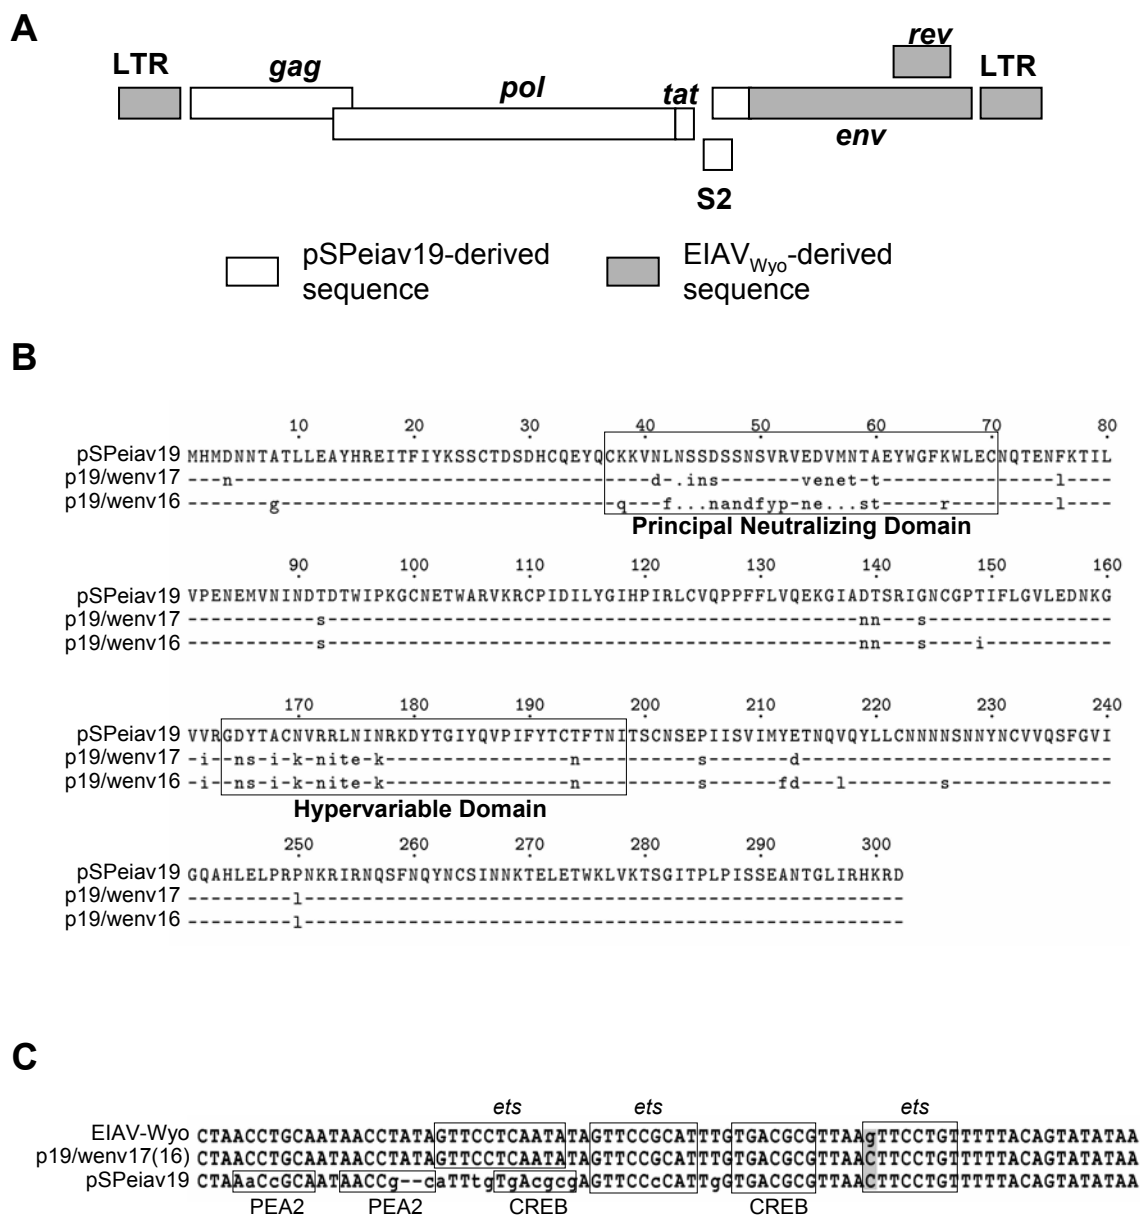 A
LTR gag pol tat rev LTR
env
S2
pSPeiav19-derived sequence
EIAVWyo-derived sequence
B
10 20 30 40 50 60 70 80
pSPeiav19 MHMDNNTATLLEAYHREITFIYKSSCTDSDHCQEYQCKKVNLNSSDSSNSVRVEDVMNTAEYWGFKWLECNQTENFKTIL
p19/wenv17 ---n------------------------------------d-.ins-------venet-t---------------l----
p19/wenv16 -------g-----------------------------q---f...nandfyp-ne...st-----r---------l----
Principal Neutralizing Domain
90 100 110 120 130 140 150 160
pSPeiav19 VPENEMVNINDTDTWIPKGCNETWARVKRCPIDILYGIHPIRLCVQPPFFLVQEKGIADTSRIGNCGPTIFLGVLEDNKG
p19/wenv17 -----------s----------------------------------------------nn---s----------------
p19/wenv16 -----------s----------------------------------------------nn---s----i-----------
170 180 190 200 210 220 230 240
pSPeiav19 VVRGDYTACNVRRLNINRKDYTGIYQVPIFYTCTFTNITSCNSEPIISVIMYETNQVQYLLCNNNNSNNYNCVVQSFGVI
p19/wenv17 -i--ns-i-k-nite-k----------------n----------s-------d---------------------------
p19/wenv16 -i--ns-i-k-nite-k----------------n----------s------fd---l--------s--------------
Hypervariable Domain
250 260 270 280 290 300
pSPeiav19 GQAHLELPRPNKRIRNQSFNQYNCSINNKTELETWKLVKTSGITPLPISSEANTGLIRHKRD
p19/wenv17 ---------l----------------------------------------------------
p19/wenv16 ---------l----------------------------------------------------
C
ets ets ets
EIAV-Wyo CTAACCTGCAATAACCTATAGTTCCTCAATATAGTTCCGCATTTGTGACGCGTTAAgTTCCTGTTTTTACAGTATATAA
p19/wenv17(16) CTAACCTGCAATAACCTATAGTTCCTCAATATAGTTCCGCATTTGTGACGCGTTAACTTCCTGTTTTTACAGTATATAA
pSPeiav19 CTAAaCcGCAATAACCg--caTTtgTgAcgcgAGTTCCcCATTgGTGACGCGTTAACTTCCTGTTTTTACAGTATATAA
PEA2 PEA2 CREB CREB